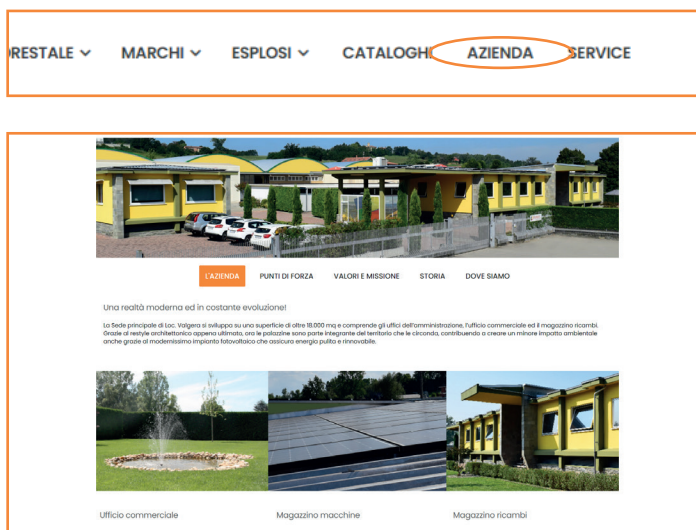 RESTALE MARCHI ESPLOSI CATALOGHI AZIENDA SERVICE
L'AZIENDA PUNTI DI FORZA VALORI E MISSIONE STORIA DOVE SIAMO
Una realtà moderna ed in costante evoluzione!
La Sede principale di Loc. Valgera si sviluppa su una superficie di oltre 18.000 mq e comprende gli uffici dell'amministrazione, l'ufficio commerciale ed il magazzino ricambi.
Grazie al restyle architettonico appena ultimato, ora le palazzine sono parte integrante del territorio che le circonda, contribuendo a creare un minore impatto ambientale
anche grazie al modernissimo impianto fotovoltaico che assicura energia pulita e rinnovabile.
Ufficio commerciale Magazzino macchine Magazzino ricambi